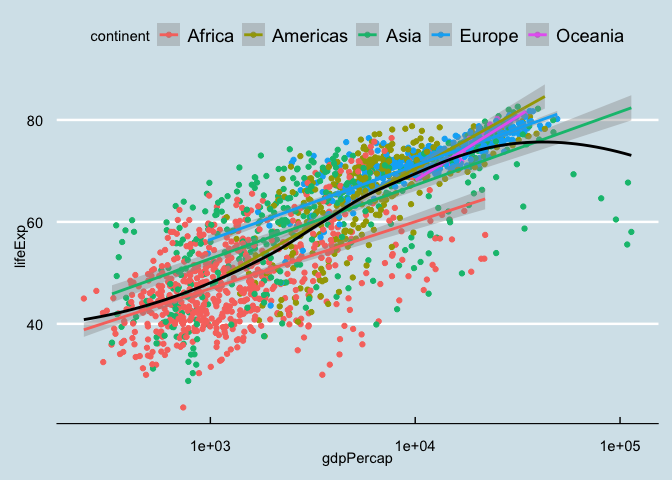 continent Africa Americas Asia Europe Oceania
80
60
40
lifeExp
1e+03 1e+04 1e+05
gdpPercap